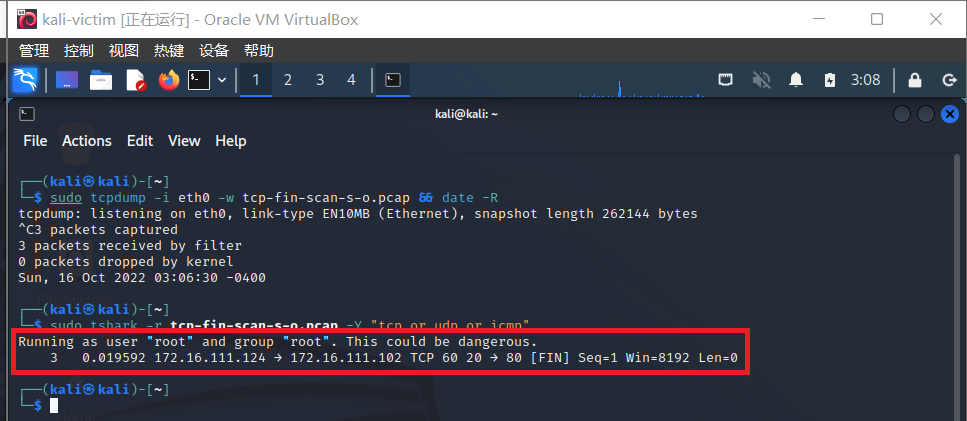 kali-victim [正在运行] - Oracle VM VirtualBox
管理 控制 视图 热键 设备 帮助
1 2 3 4 3:08
kali@kali: ~
File Actions Edit View Help
┌──(kali㉿kali)-[~]
└─$ sudo tcpdump -i eth0 -w tcp-fin-scan-s-o.pcap && date -R
tcpdump: listening on eth0, link-type EN10MB (Ethernet), snapshot length 262144 bytes
^C3 packets captured
3 packets received by filter
0 packets dropped by kernel
Sun, 16 Oct 2022 03:06:30 -0400
┌──(kali㉿kali)-[~]
└─$ sudo tshark -r tcp-fin-scan-s-o.pcap -Y "tcp or udp or icmp"
Running as user "root" and group "root". This could be dangerous.
3 0.019592 172.16.111.124 → 172.16.111.102 TCP 60 20 → 80 [FIN] Seq=1 Win=8192 Len=0
┌──(kali㉿kali)-[~]
└─$